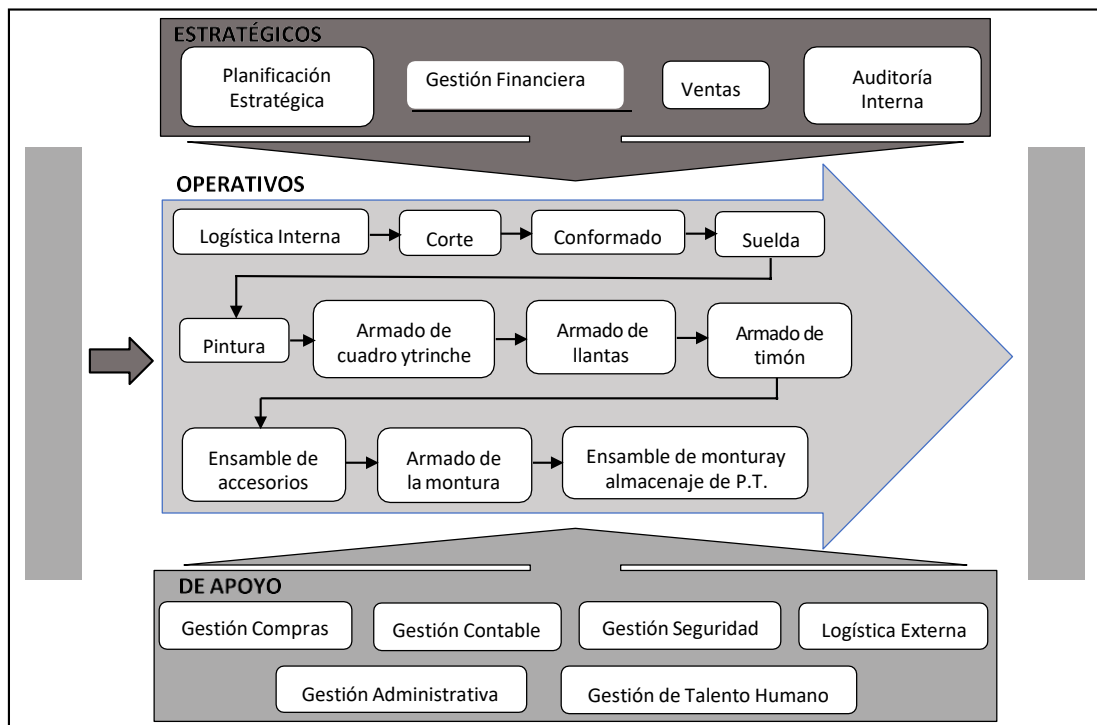 ESTRATÉGICOS
Planificación
Estratégica
Gestión Financiera
Ventas
Auditoría
Interna
OPERATIVOS
Logística Interna
Corte
Conformado
Suelda
Pintura
Armado de
cuadro ytrinche
Armado de
llantas
Armado de
timón
Ensamble de
accesorios
Armado de
la montura
Ensamble de monturay
almacenaje de P.T.
DE APOYO
Gestión Compras
Gestión Contable
Gestión Seguridad
Logística Externa
Gestión Administrativa
Gestión de Talento Humano